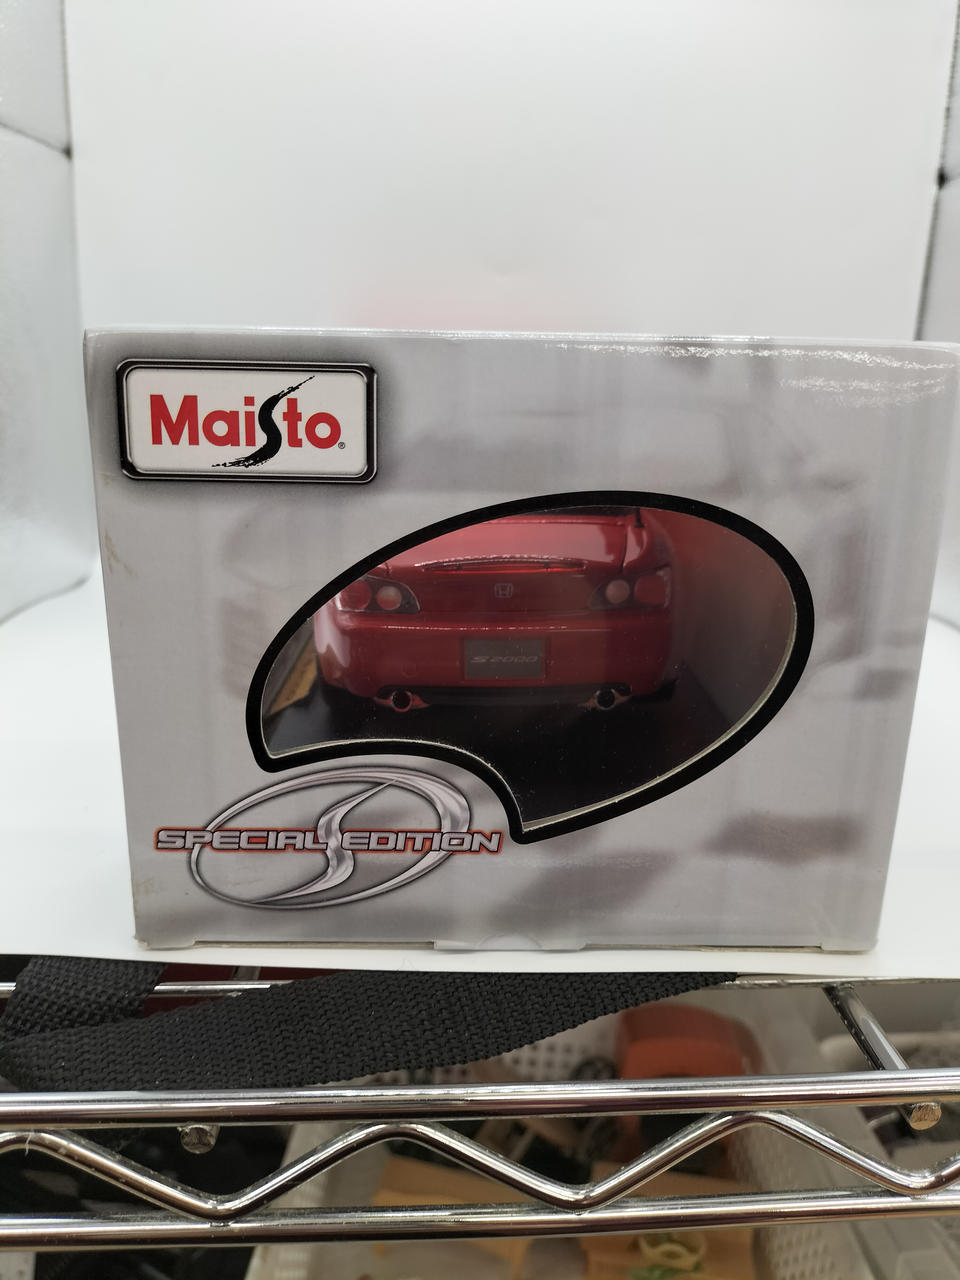 Maisto®
S2000
SPECIAL EDITION